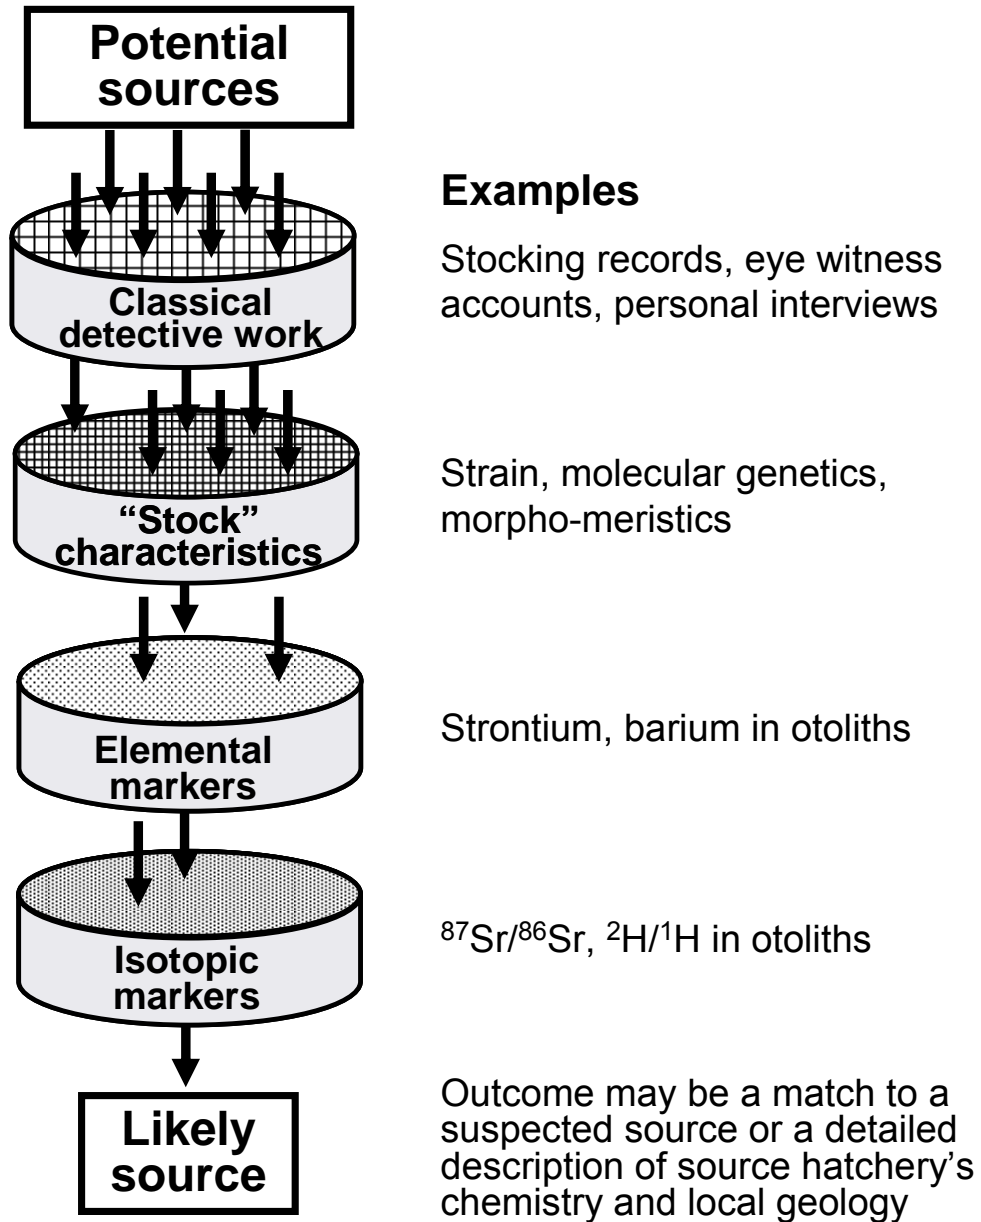 Potential
sources
Examples
Classical
detective work
Stocking records, eye witness
accounts, personal interviews
“Stock”
characteristics
Strain, molecular genetics,
morpho-meristics
Elemental
markers
Strontium, barium in otoliths
Isotopic
markers
⁸⁷Sr/⁸⁶Sr, ²H/¹H in otoliths
Likely
source
Outcome may be a match to a
suspected source or a detailed
description of source hatchery’s
chemistry and local geology